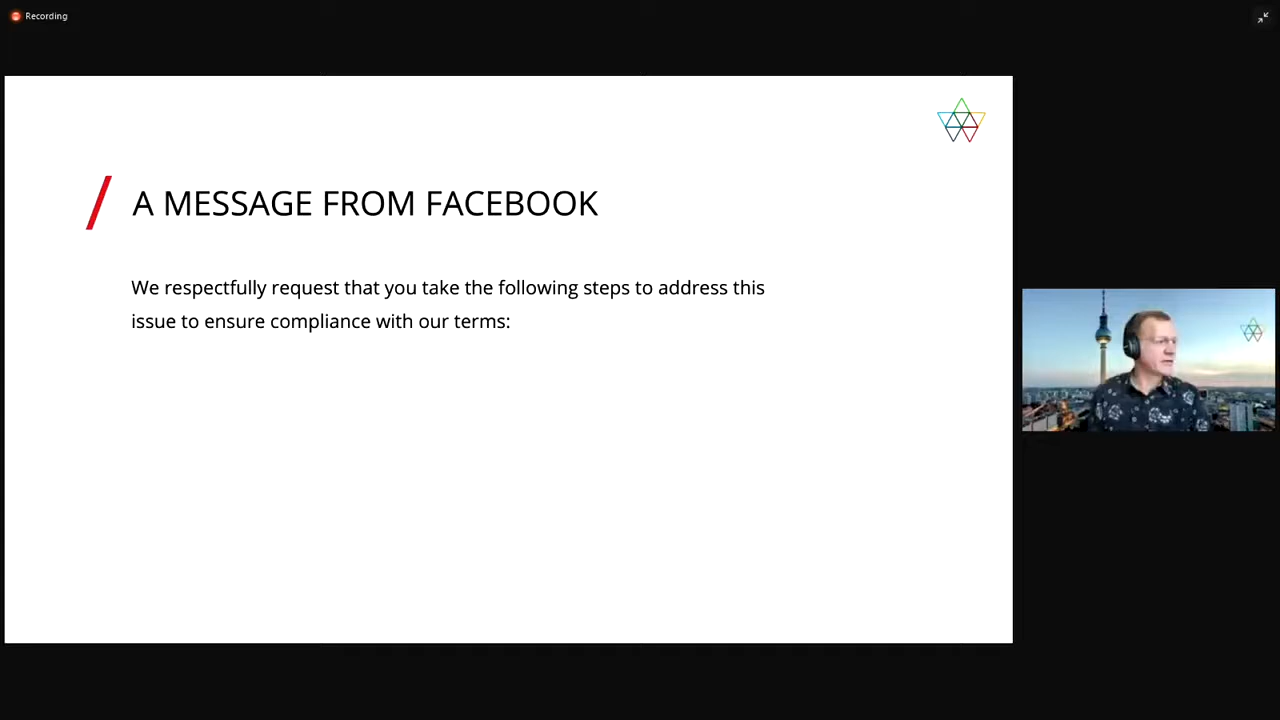 Recording
A MESSAGE FROM FACEBOOK
We respectfully request that you take the following steps to address this
issue to ensure compliance with our terms: